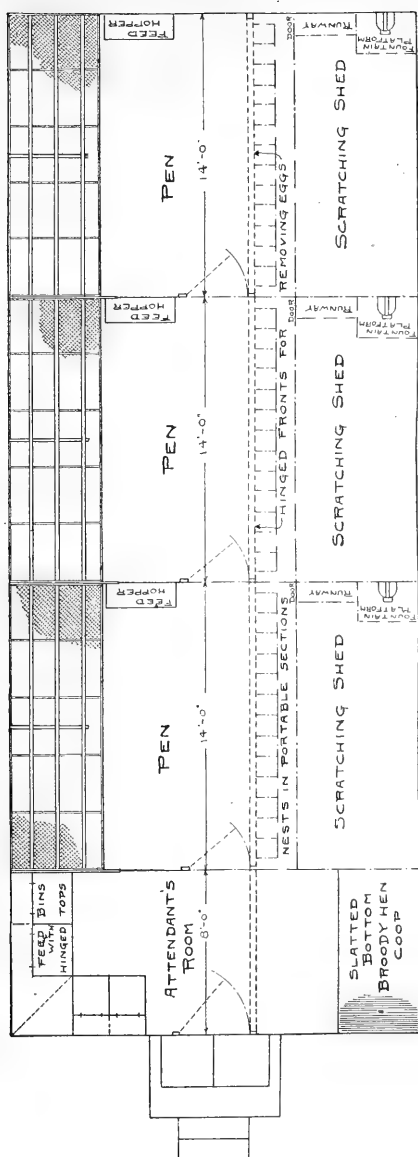 FEED BINS
WITH
HINGED TOPS
ATTENDANT'S
ROOM
8'-0"
SLATTED
BOTTOM
BROODY HEN
COOP
FEED
HOPPER
PEN
14'-0"
NESTS IN PORTABLE SECTIONS
DOOR
RUNWAY
FOUNTAIN
PLATFORM
SCRATCHING SHED
FEED
HOPPER
PEN
14'-0"
HINGED FRONTS FOR
DOOR
RUNWAY
FOUNTAIN
PLATFORM
SCRATCHING SHED
FEED
HOPPER
PEN
14'-0"
REMOVING EGGS
DOOR
RUNWAY
FOUNTAIN
PLATFORM
SCRATCHING SHED